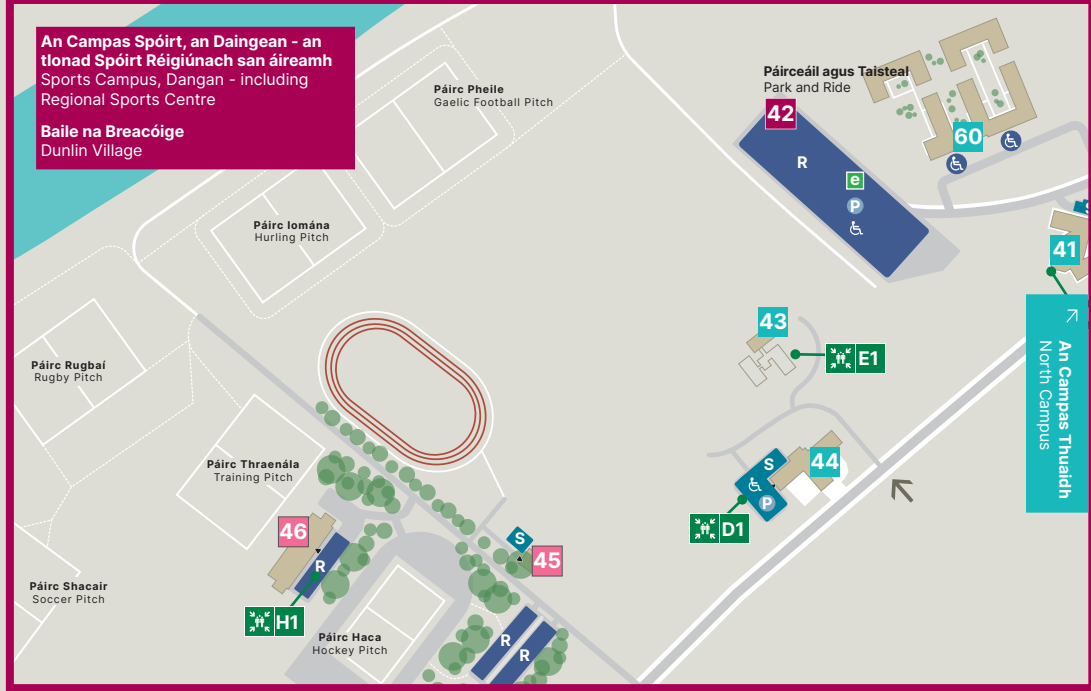 An Campas Spóirt, an Daingean - an
tIonad Spóirt Réigiúnach san áireamh
Sports Campus, Dangan - including
Regional Sports Centre
Baile na Breacóige
Dunlin Village
Páirc Pheile
Gaelic Football Pitch
Páirceáil agus Taisteal
Park and Ride
42
R
e
P
60
S
41
Páirc Iomána
Hurling Pitch
An Campas Thuaidh
North Campus
43
E1
Páirc Rugbaí
Rugby Pitch
Páirc Thraenála
Training Pitch
44
S
P
D1
46
R
S
45
H1
Páirc Shacair
Soccer Pitch
Páirc Haca
Hockey Pitch
R
R